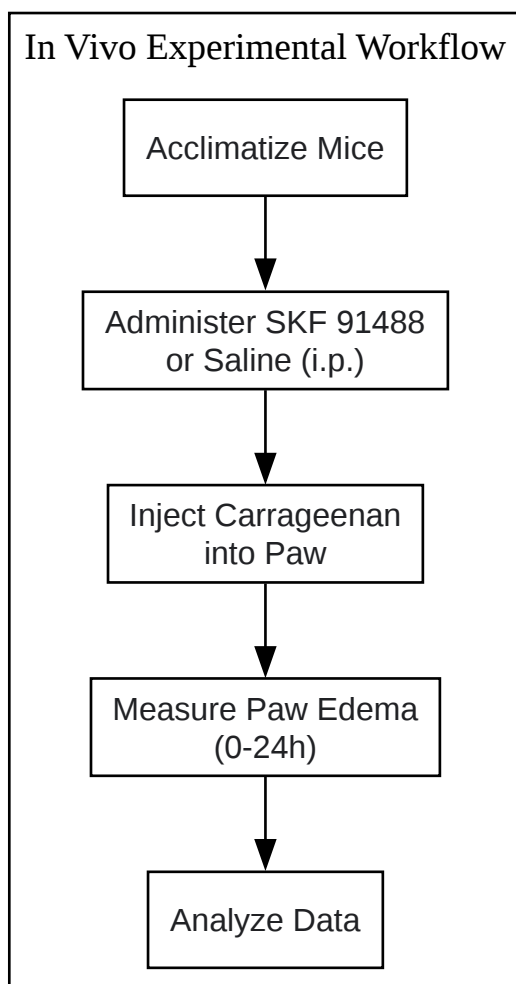 In Vivo Experimental Workflow
Acclimatize Mice
Administer SKF 91488
or Saline (i.p.)
Inject Carrageenan
into Paw
Measure Paw Edema
(0-24h)
Analyze Data